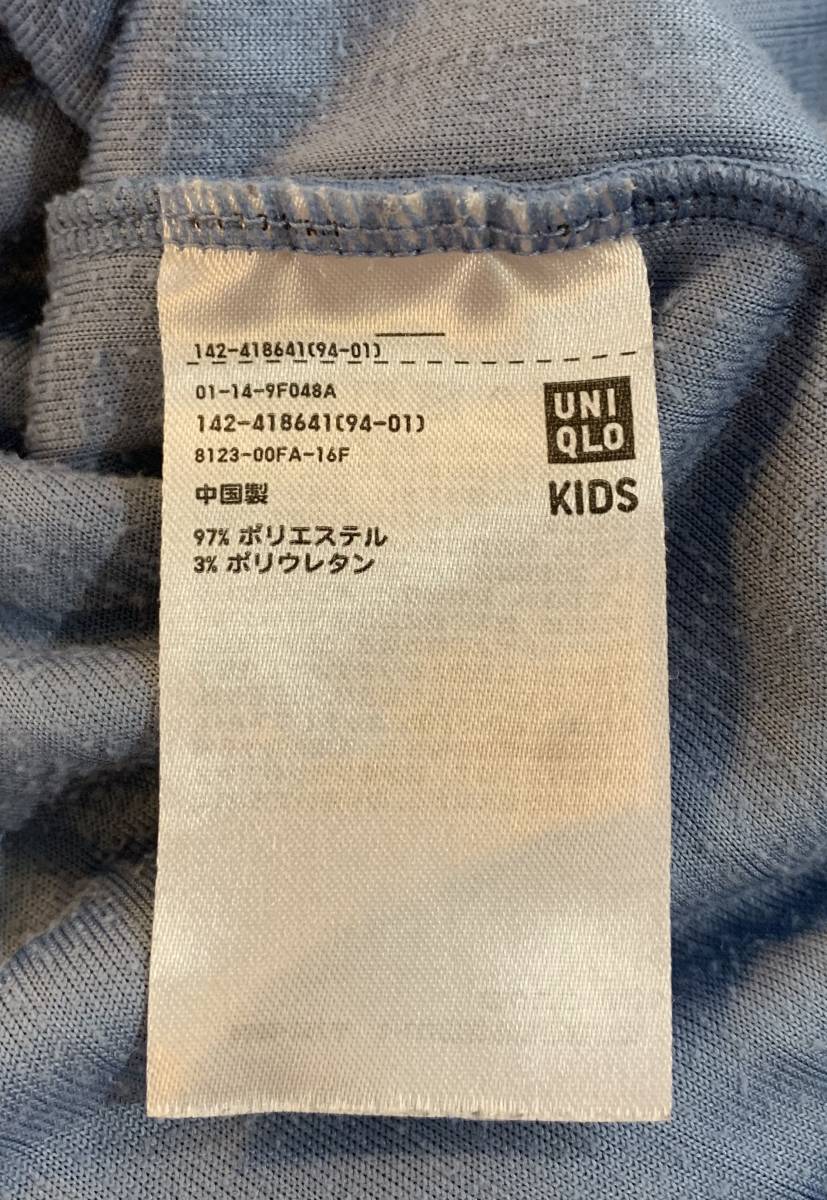 142-418641(94-01)
01-14-9F048A
142-418641(94-01)
8123-00FA-16F
中国製
97% ポリエステル
3% ポリウレタン
UNI
QLO
KIDS